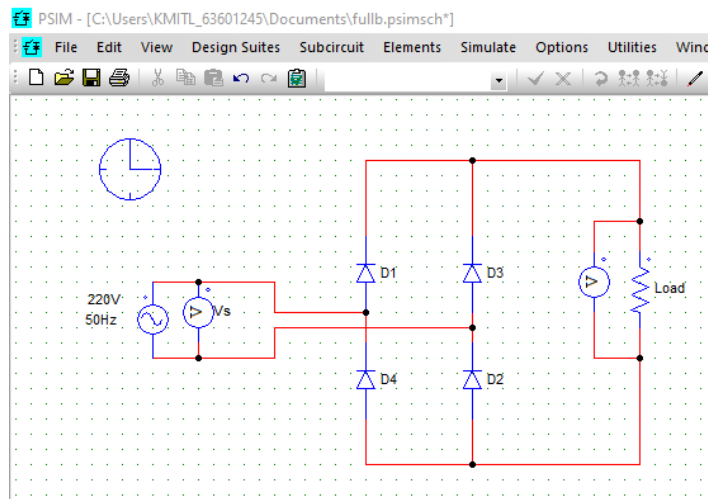 PSIM - [C:\Users\KMITL_63601245\Documents\fullb.psimsch*]
File Edit View Design Suites Subcircuit Elements Simulate Options Utilities Wind
D1 D3
220V
50Hz
V Vs
V Load
D4 D2